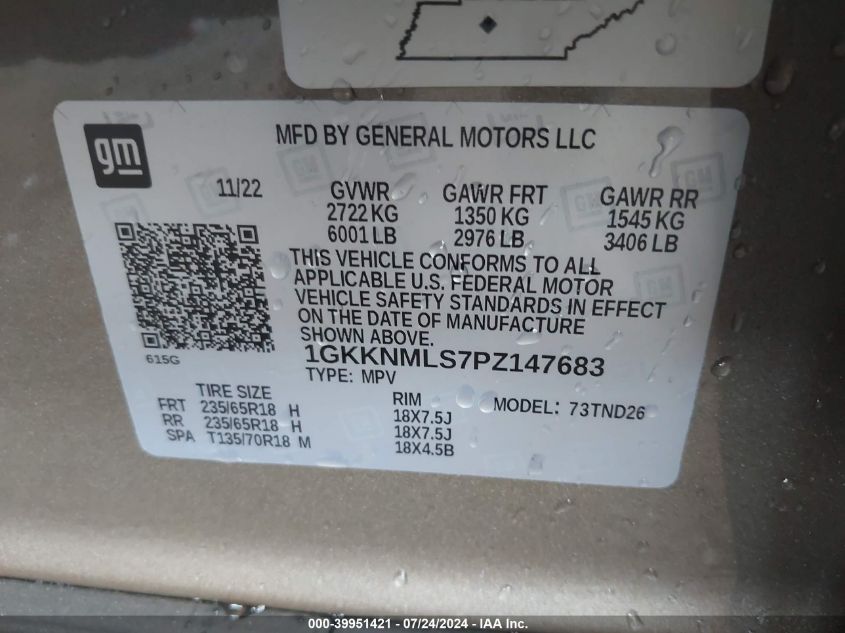 gm
MFD BY GENERAL MOTORS LLC
11/22 GVWR GAWR FRT GAWR RR
2722 KG 1350 KG 1545 KG
6001 LB 2976 LB 3406 LB
THIS VEHICLE CONFORMS TO ALL
APPLICABLE U.S. FEDERAL MOTOR
VEHICLE SAFETY STANDARDS IN EFFECT
ON THE DATE OF MANUFACTURE
SHOWN ABOVE.
615G
1GKKNMLS7PZ147683
TYPE: MPV
TIRE SIZE RIM MODEL: 73TND26
FRT 235/65R18 H 18X7.5J
RR 235/65R18 H 18X7.5J
SPA T135/70R18 M 18X4.5B
000-39951421 - 07/24/2024 - IAA Inc.